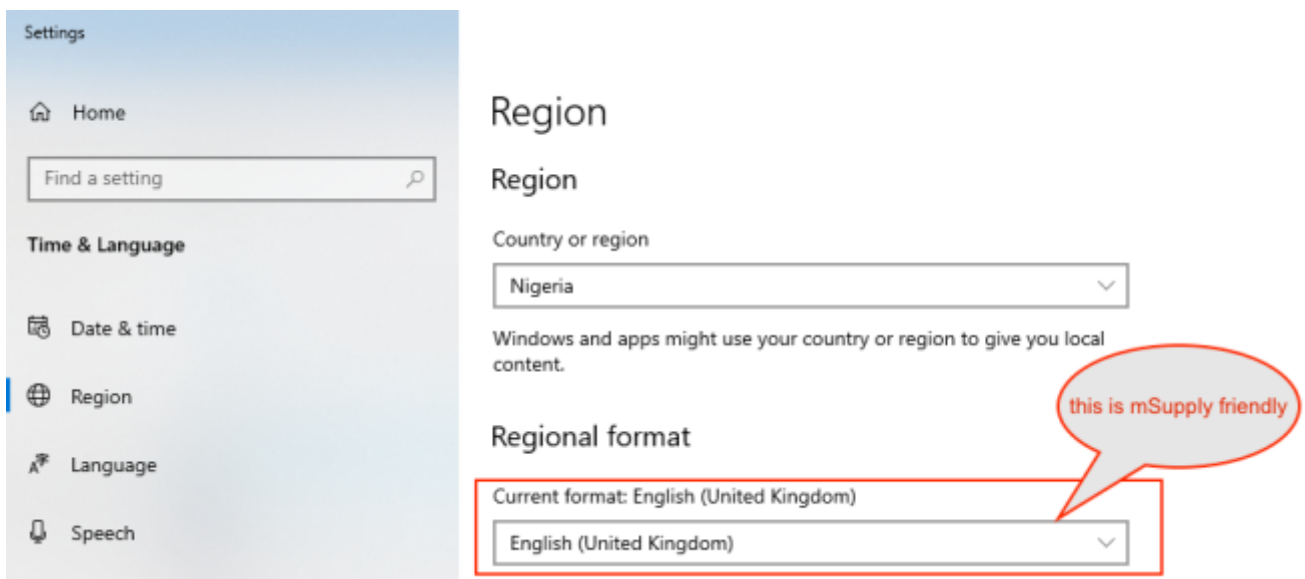 Settings
Home
Find a setting
Time & Language
Date & time
Region
Language
Speech
Region
Region
Country or region
Nigeria
Windows and apps might use your country or region to give you local
content.
this is mSupply friendly
Regional format
Current format: English (United Kingdom)
English (United Kingdom)